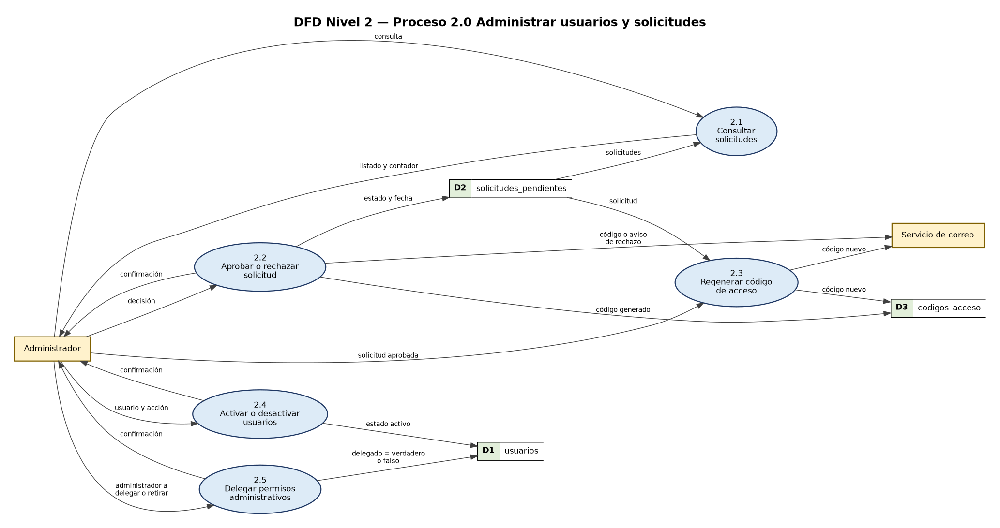 DFD Nivel 2 — Proceso 2.0 Administrar usuarios y solicitudes
consulta
2.1
Consultar
solicitudes
solicitudes
listado y contador
D2 solicitudes_pendientes
estado y fecha
solicitud
código o aviso
de rechazo
Servicio de correo
código nuevo
2.2
Aprobar o rechazar
solicitud
confirmación
decisión
2.3
Regenerar código
de acceso
código nuevo
código generado
D3 codigos_acceso
Administrador
solicitud aprobada
confirmación
usuario y acción
2.4
Activar o desactivar
usuarios
estado activo
confirmación
D1 usuarios
delegado = verdadero
o falso
2.5
Delegar permisos
administrativos
administrador a
delegar o retirar